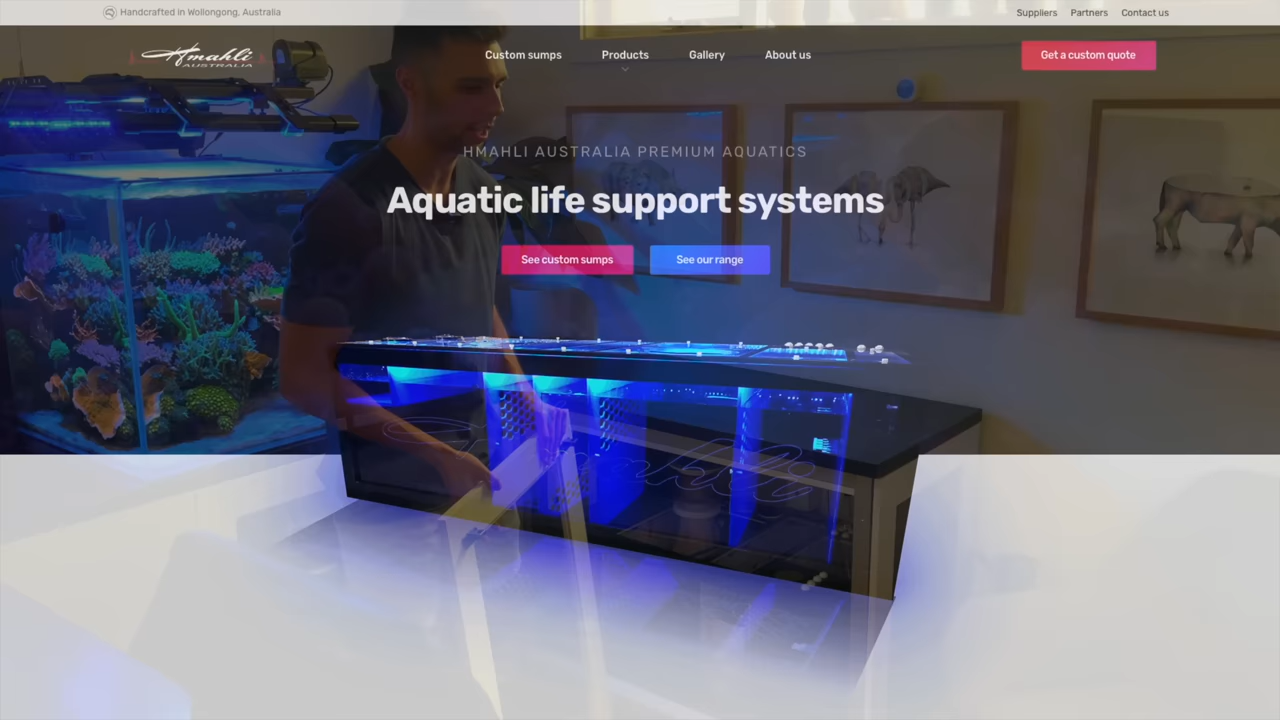 Handcrafted in Wollongong, Australia
Suppliers Partners Contact us
Hmahli
AUSTRALIA
Custom sumps Products Gallery About us
Get a custom quote
HMAHLI AUSTRALIA PREMIUM AQUATICS
Aquatic life support systems
See custom sumps See our range
Hmahli